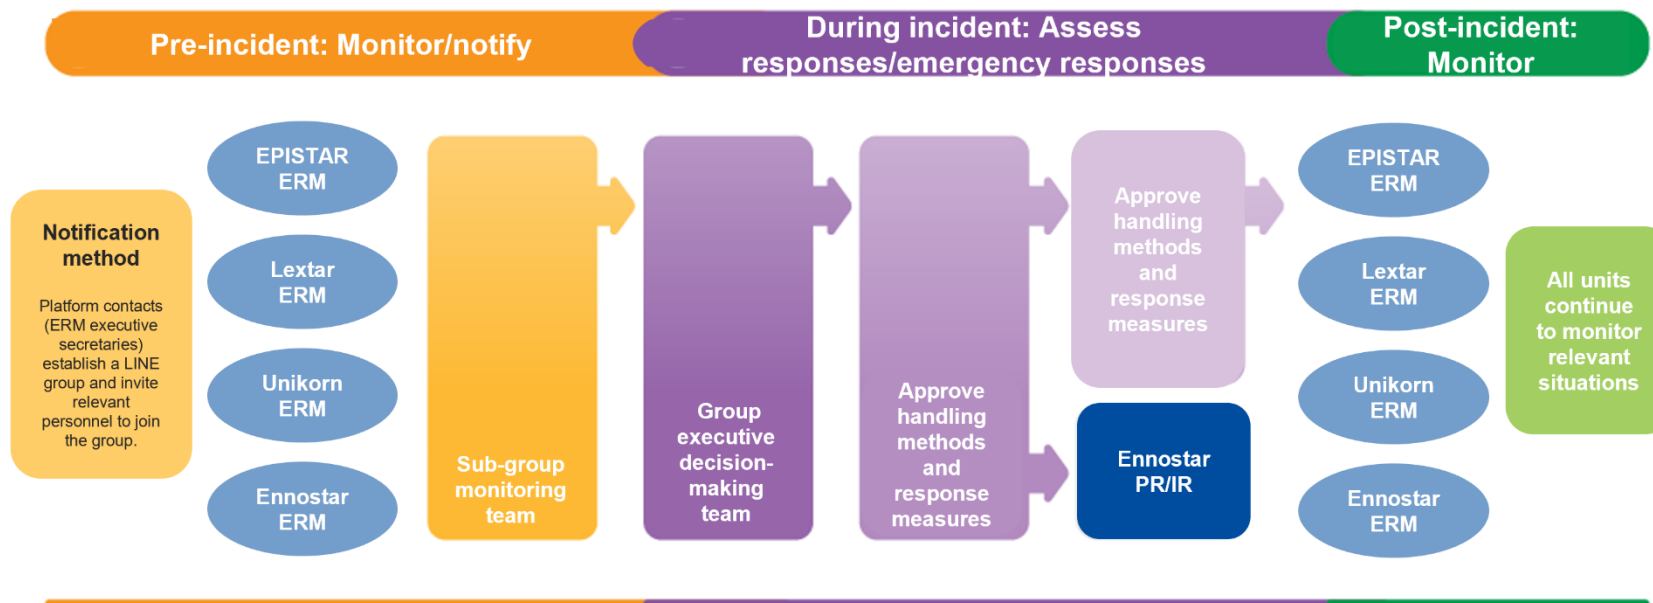 Pre-incident: Monitor/notify
During incident: Assess
responses/emergency responses
Post-incident:
Monitor
Notification
method
Platform contacts
(ERM executive
secretaries)
establish a LINE
group and invite
relevant
personnel to join
the group.
EPISTAR
ERM
Lextar
ERM
Unikorn
ERM
Ennostar
ERM
Sub-group
monitoring
team
Group
executive
decision-
making
team
Approve
handling
methods
and
response
measures
Approve
handling
methods
and
response
measures
Ennostar
PR/IR
EPISTAR
ERM
Lextar
ERM
Unikorn
ERM
Ennostar
ERM
All units
continue
to monitor
relevant
situations